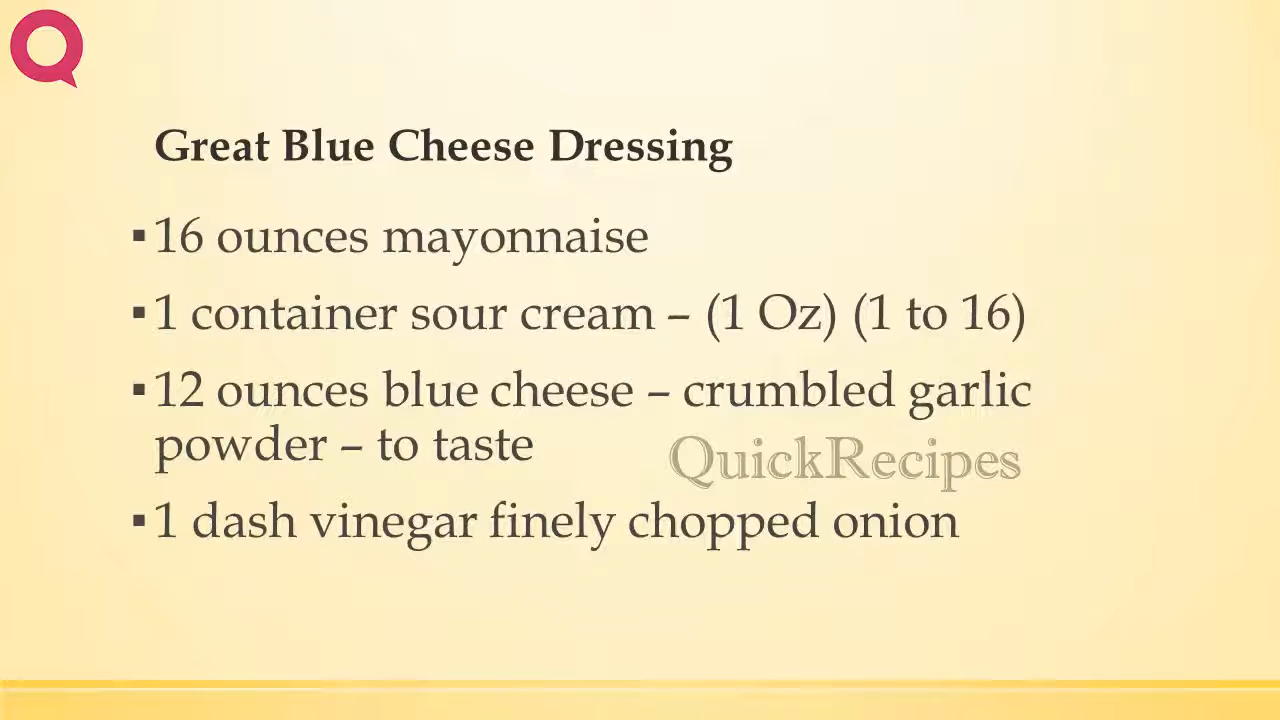 Great Blue Cheese Dressing
▪16 ounces mayonnaise
▪1 container sour cream – (1 Oz) (1 to 16)
▪12 ounces blue cheese – crumbled garlic
powder – to taste
QuickRecipes
▪1 dash vinegar finely chopped onion